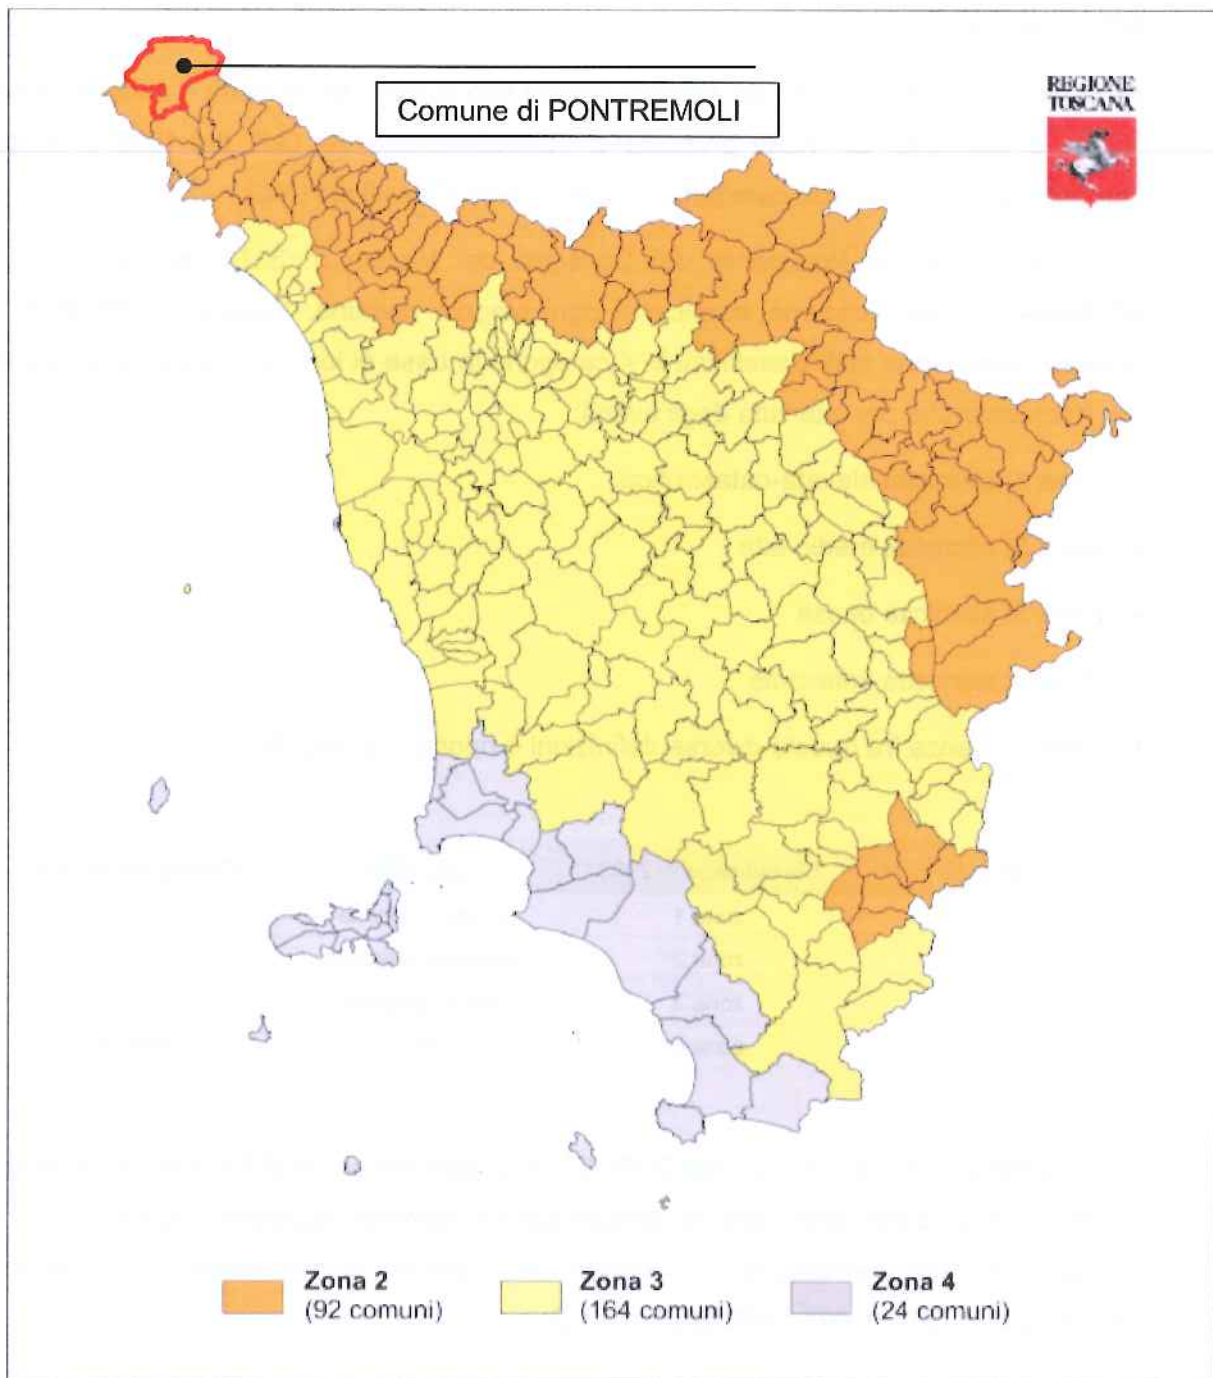 Comune di PONTREMOLI
REGIONE
TOSCANA
Zona 2
(92 comuni)
Zona 3
(164 comuni)
Zona 4
(24 comuni)